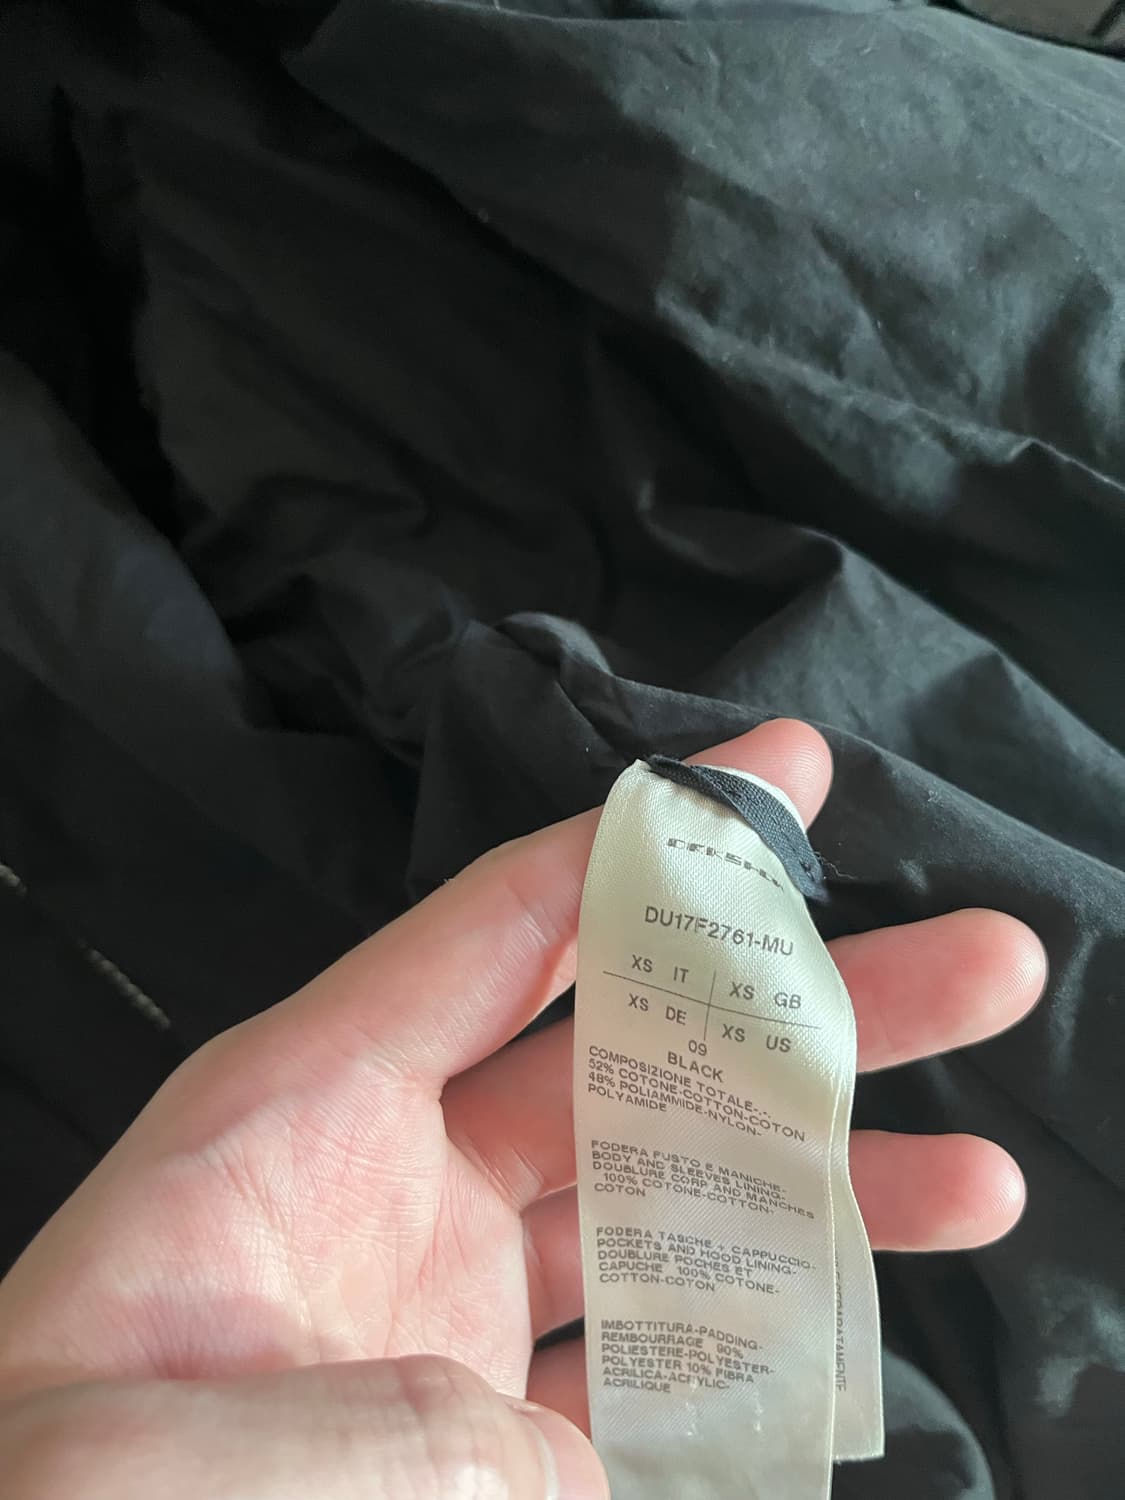 DRKSHDW
DU17F2761-MU
XS IT XS GB
XS DE XS US
09
BLACK
COMPOSIZIONE TOTALE-.-.
52% COTONE-COTTON-COTON
48% POLIAMMIDE-NYLON-
POLYAMIDE
FODERA FUSTO E MANICHE-
BODY AND SLEEVES LINING-
DOUBLURE CORP AND MANCHES
100% COTONE-COTTON-
COTON
FODERA TASCHE + CAPPUCCIO-
POCKETS AND HOOD LINING-
DOUBLURE POCHES ET
CAPUCHE 100% COTONE-
COTTON-COTON
IMBOTTITURA-PADDING-
REMBOURRAGE 90%
POLIESTERE-POLYESTER-
POLYESTER 10% FIBRA
ACRILICA-ACRYLIC-
ACRILIQUE